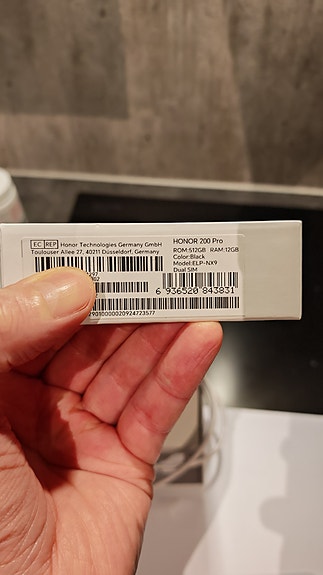 EC REP Honor Technologies Germany GmbH
Toulouser Allee 27, 40211 Düsseldorf, Germany
HONOR 200 Pro
ROM:512GB RAM:12GB
Color:Black
Model:ELP-NX9
Dual SIM
6 936520 843831